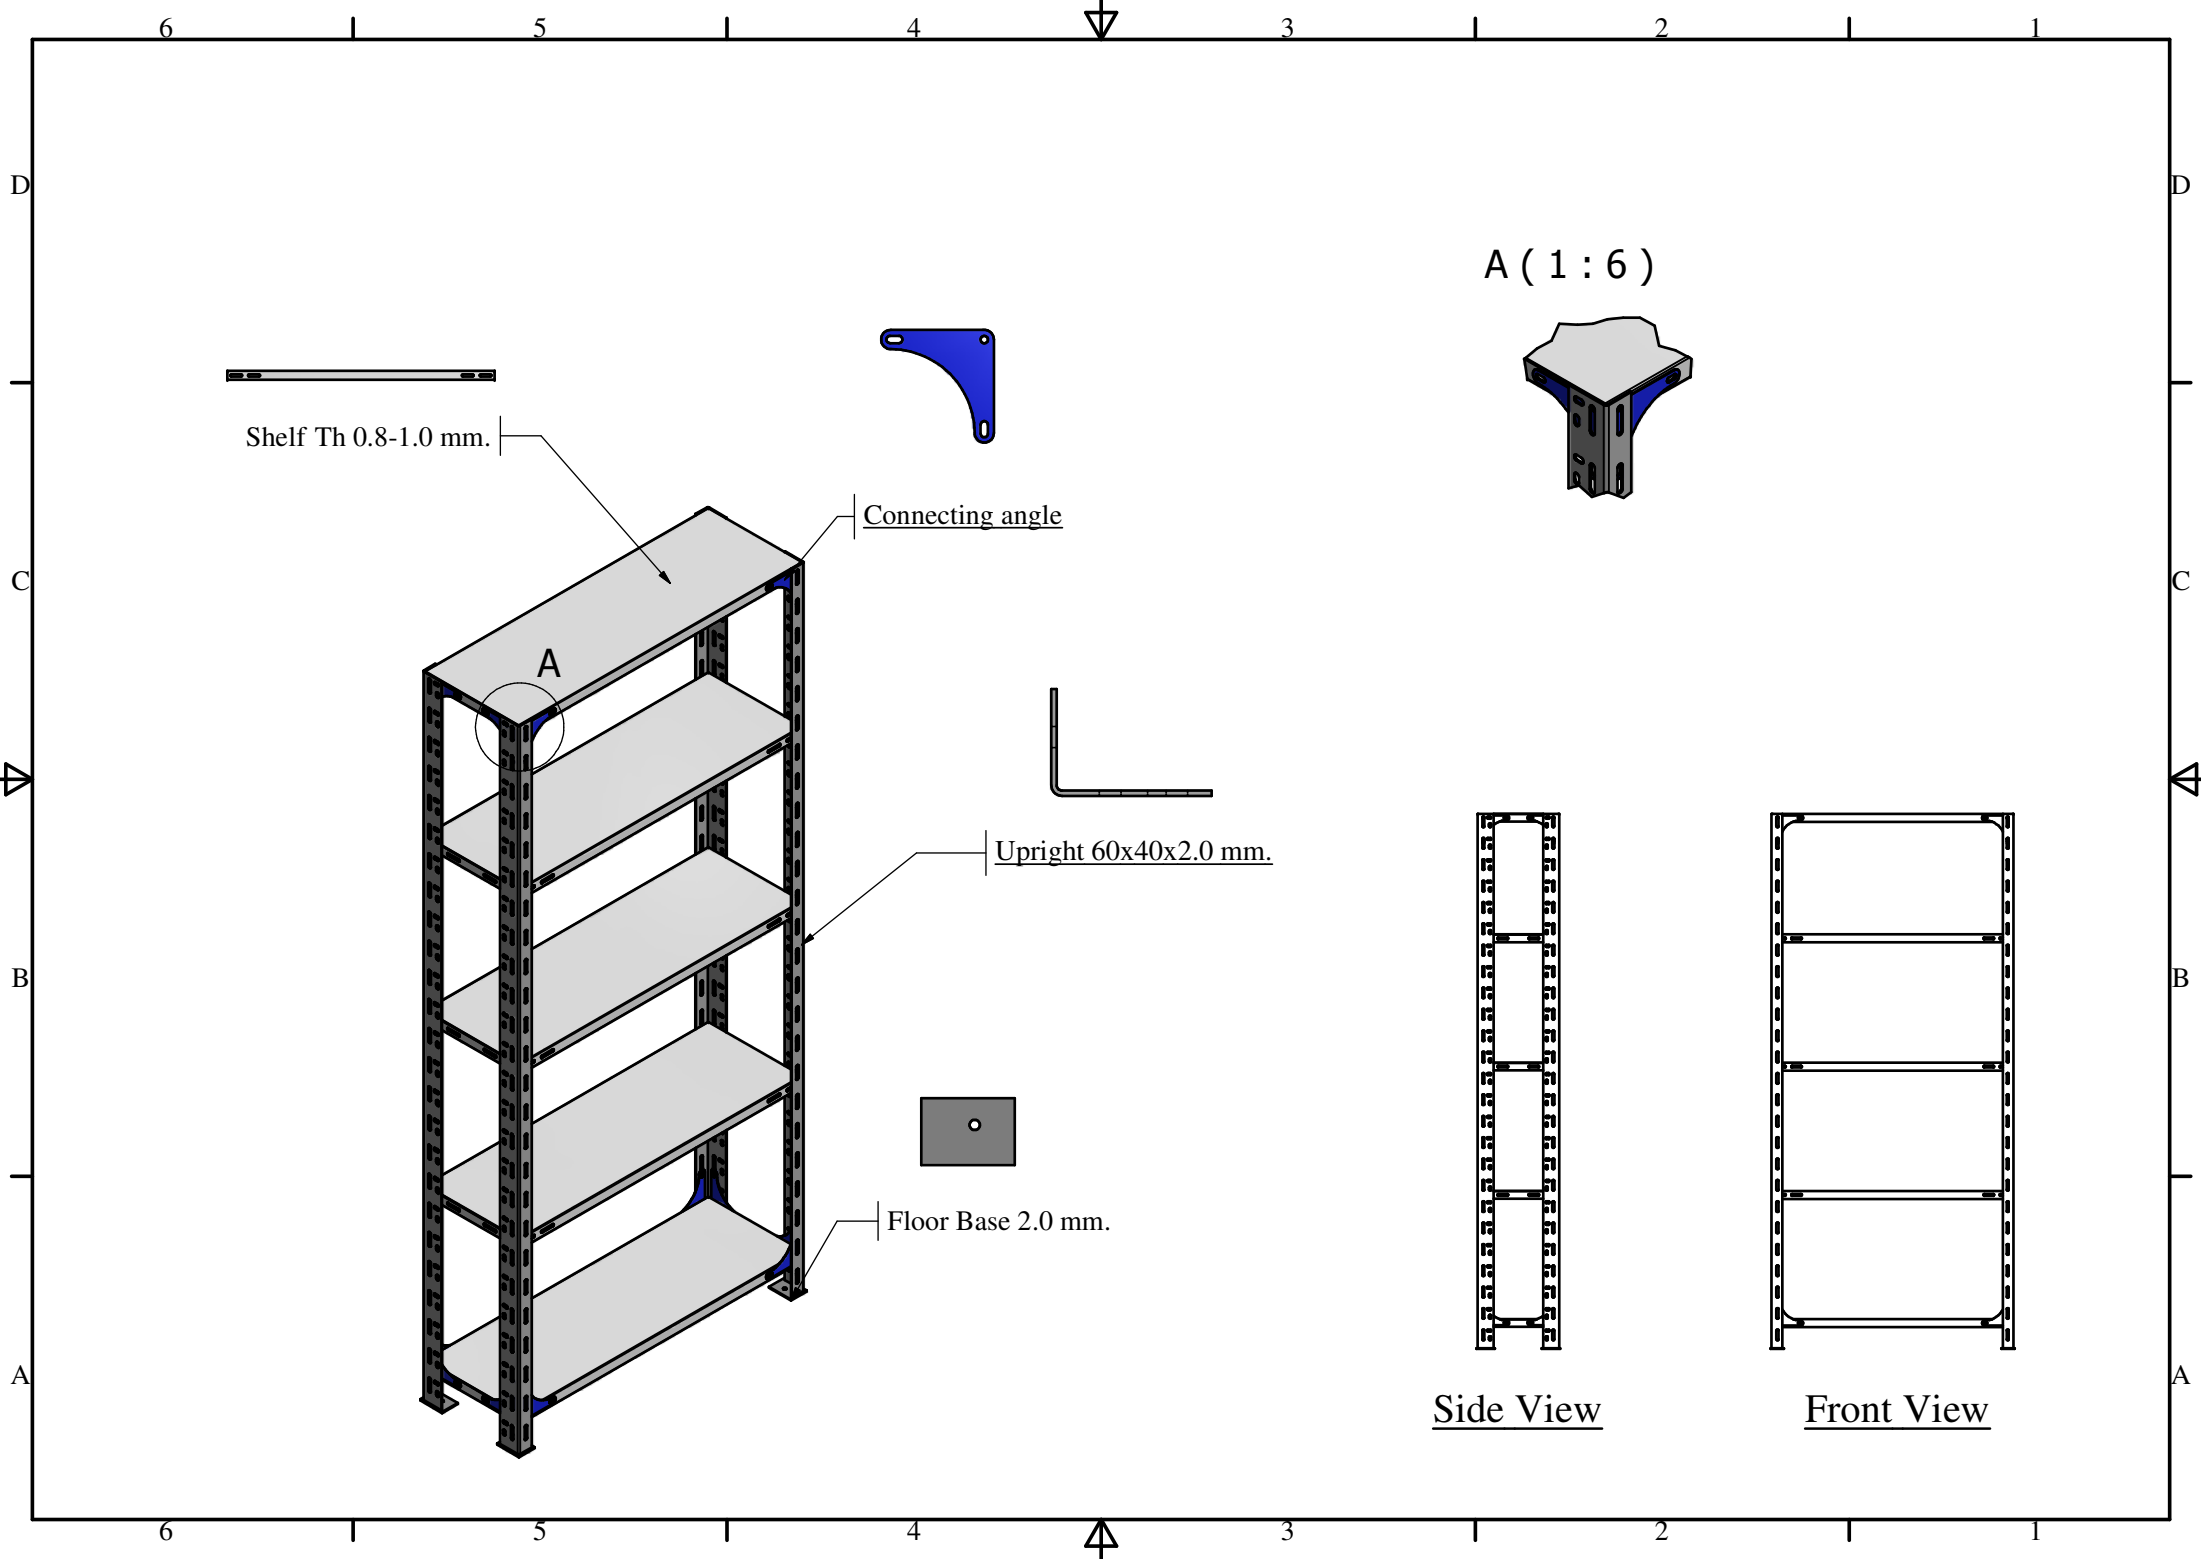 6 5 4 3 2 1
D D
A(1:6)
Shelf Th 0.8-1.0 mm.
Connecting angle
C C
A
Upright 60x40x2.0 mm.
B B
Floor Base 2.0 mm.
A A
Side View Front View
6 5 4 3 2 1